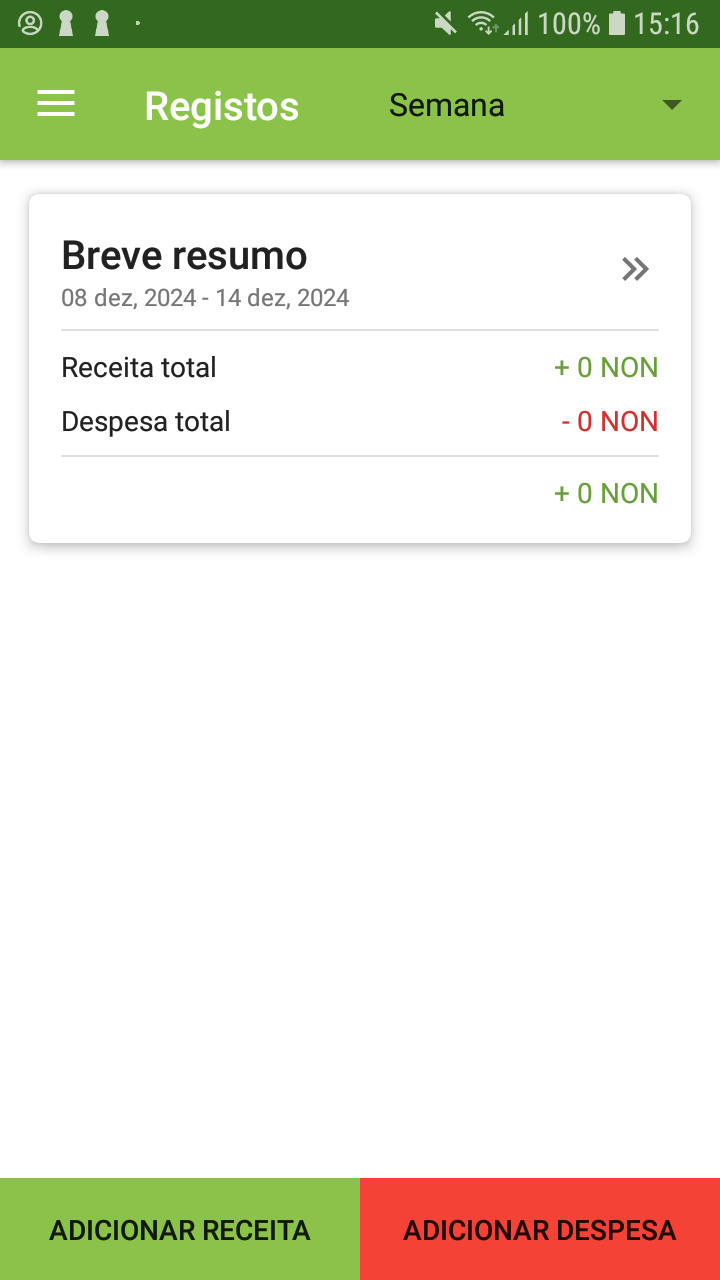 100% 15:16
Registos Semana
Breve resumo
08 dez, 2024 - 14 dez, 2024
Receita total + 0 NON
Despesa total - 0 NON
+ 0 NON
ADICIONAR RECEITA ADICIONAR DESPESA